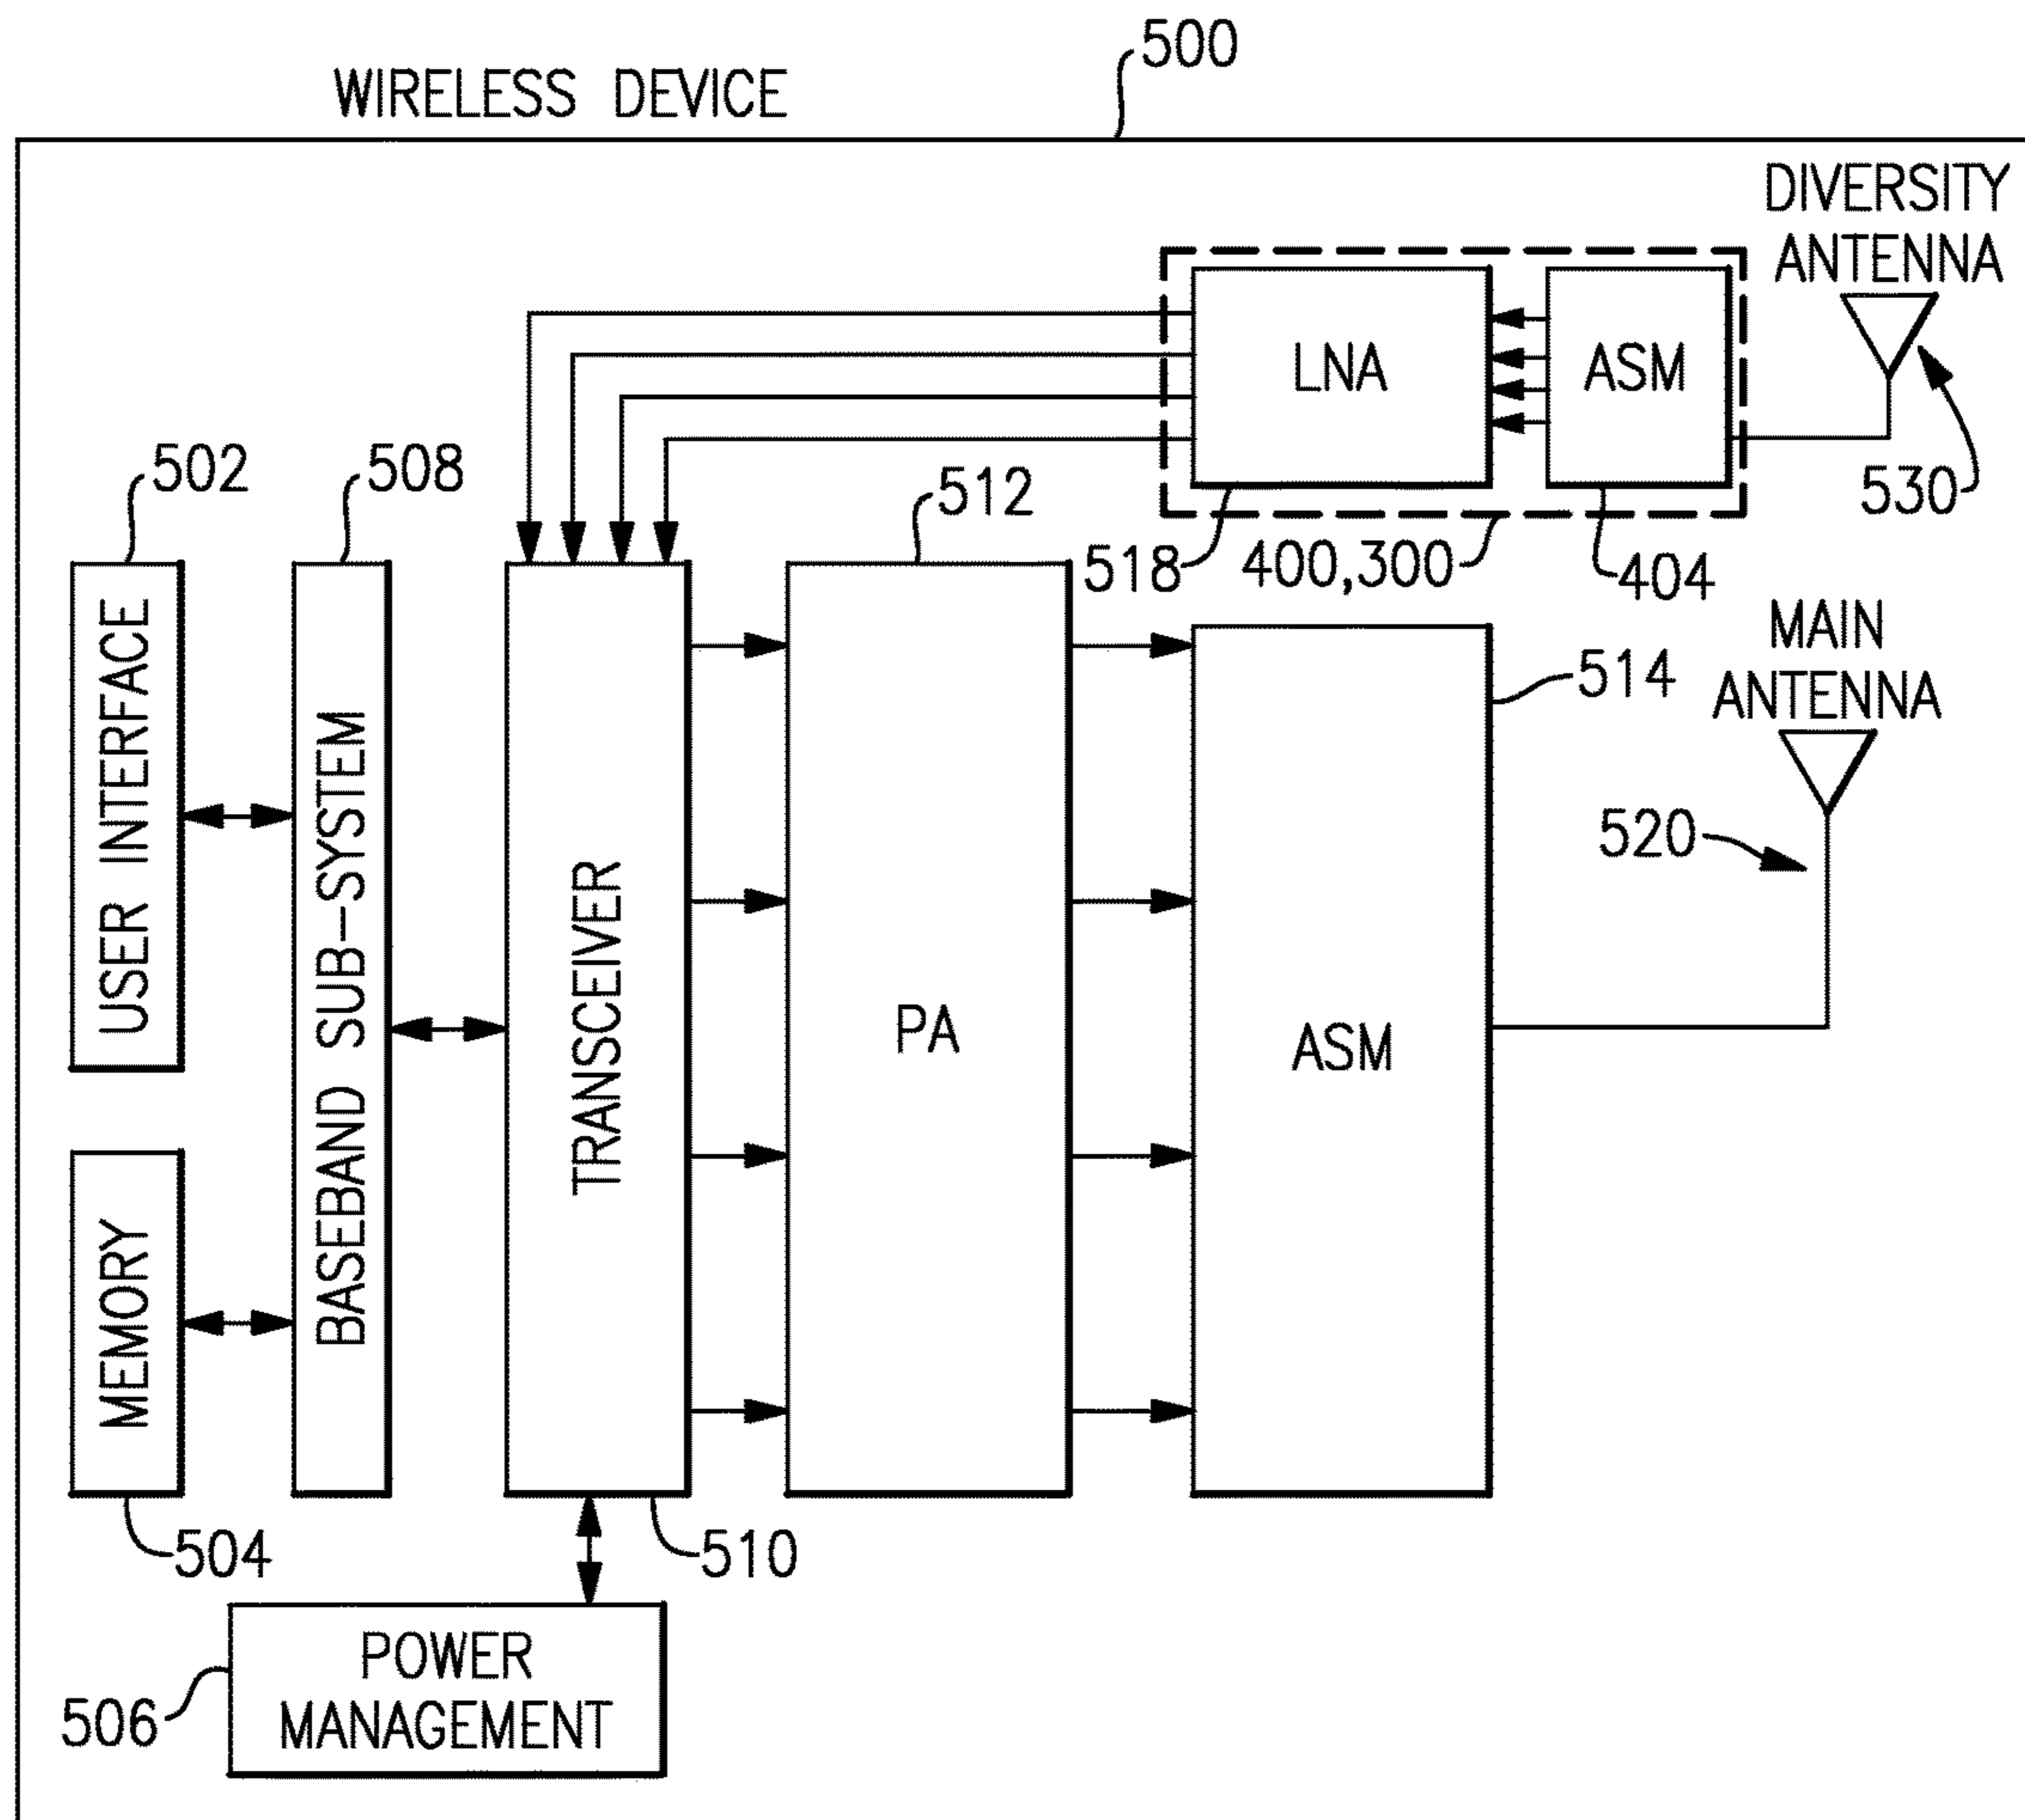 500
WIRELESS DEVICE
DIVERSITY
ANTENNA
LNA
ASM
530
502
508
512
518
400,300
404
MAIN
ANTENNA
514
520
USER INTERFACE
BASEBAND SUB-SYSTEM
TRANSCEIVER
PA
ASM
MEMORY
504
510
POWER
MANAGEMENT
506